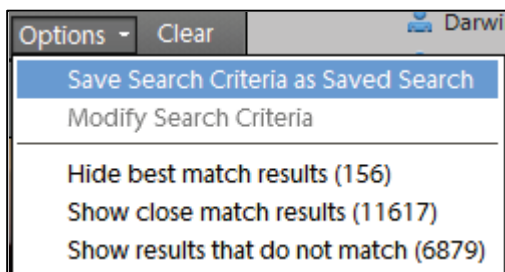 Options Clear Darwi
Save Search Criteria as Saved Search
Modify Search Criteria
Hide best match results (156)
Show close match results (11617)
Show results that do not match (6879)